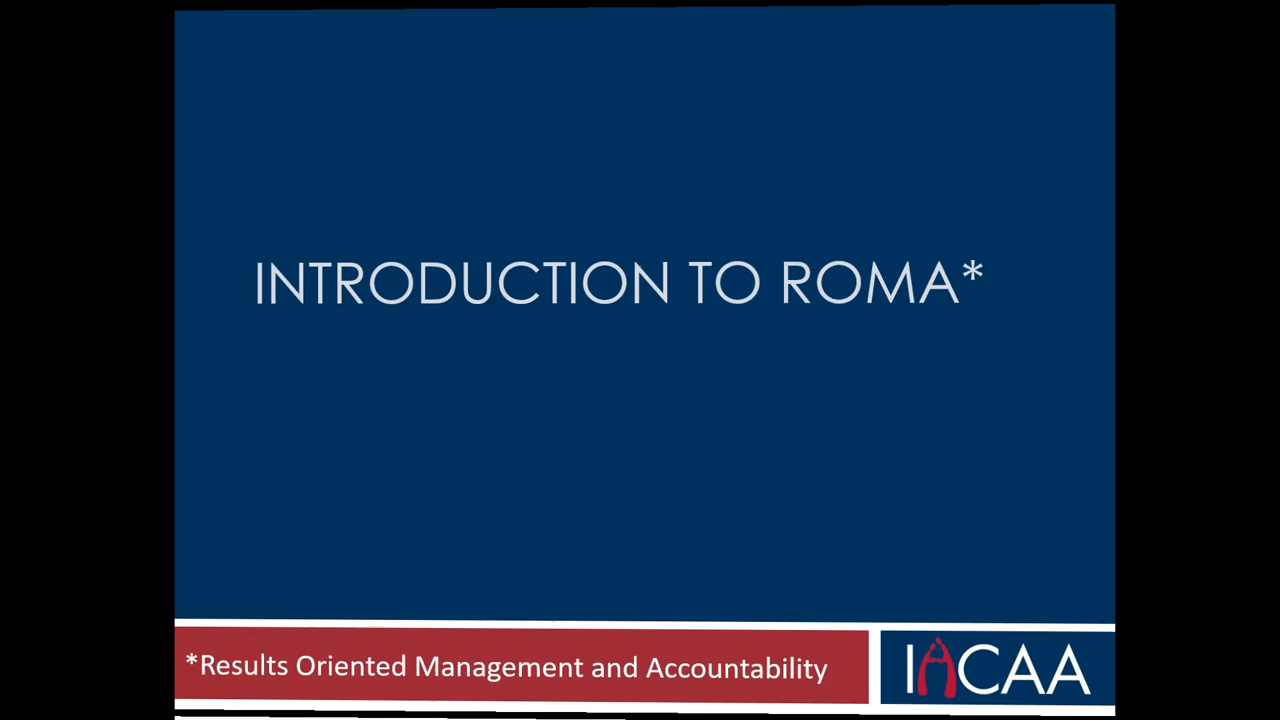 INTRODUCTION TO ROMA*
*Results Oriented Management and Accountability
IACAA